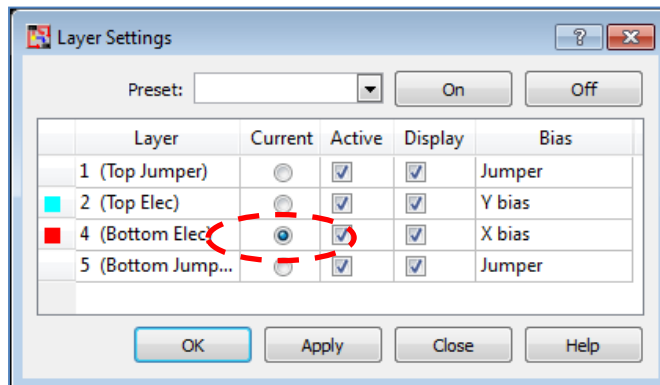 Layer Settings
Preset: On Off
Layer Current Active Display Bias
1 (Top Jumper) Jumper
2 (Top Elec) Y bias
4 (Bottom Elec) X bias
5 (Bottom Jump... Jumper
OK Apply Close Help